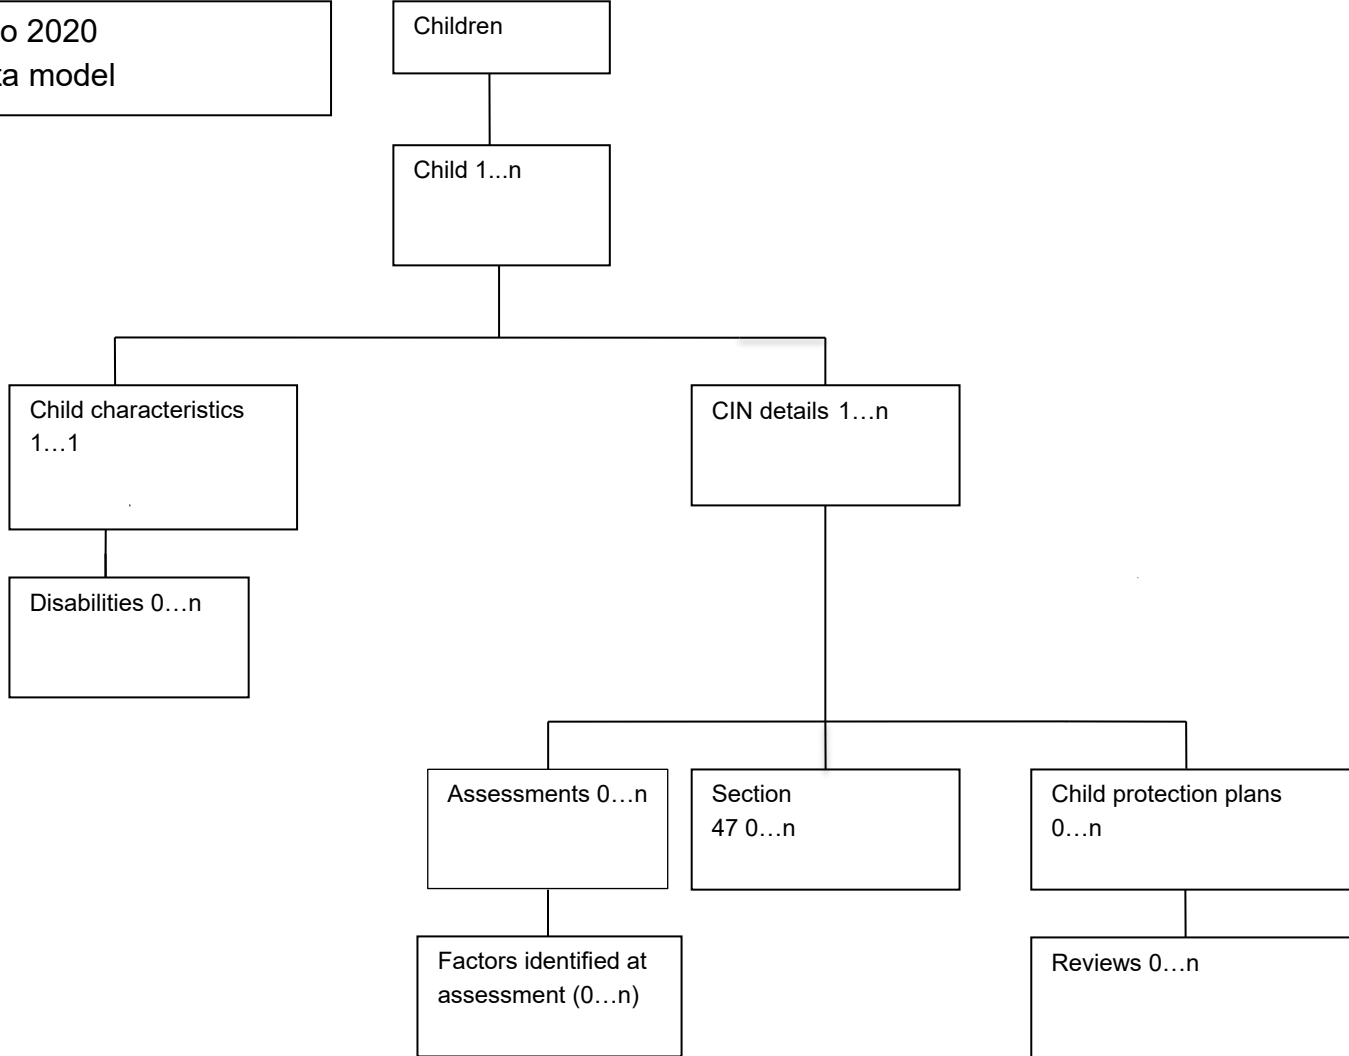 o 2020
ta model
Children
Child 1...n
Child characteristics
1…1
CIN details 1…n
Disabilities 0…n
Assessments 0…n
Section
47 0…n
Child protection plans
0…n
Factors identified at
assessment (0…n)
Reviews 0…n